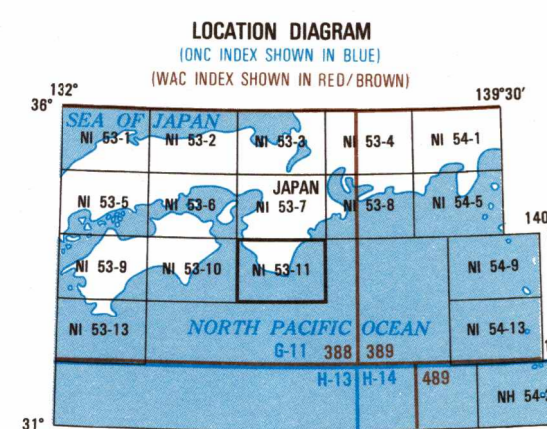 LOCATION DIAGRAM
(ONC INDEX SHOWN IN BLUE)
(WAC INDEX SHOWN IN RED/BROWN)
132° 139°30'
36°
SEA OF JAPAN
NI 53-1 NI 53-2 NI 53-3 NI 53-4 NI 54-1
JAPAN
NI 53-5 NI 53-6 NI 53-7 NI 53-8 NI 54-5
NI 53-9 NI 53-10 NI 53-11 NI 54-9
NI 53-13 NORTH PACIFIC OCEAN NI 54-13
G-11 388 389
H-13 H-14 489
31°